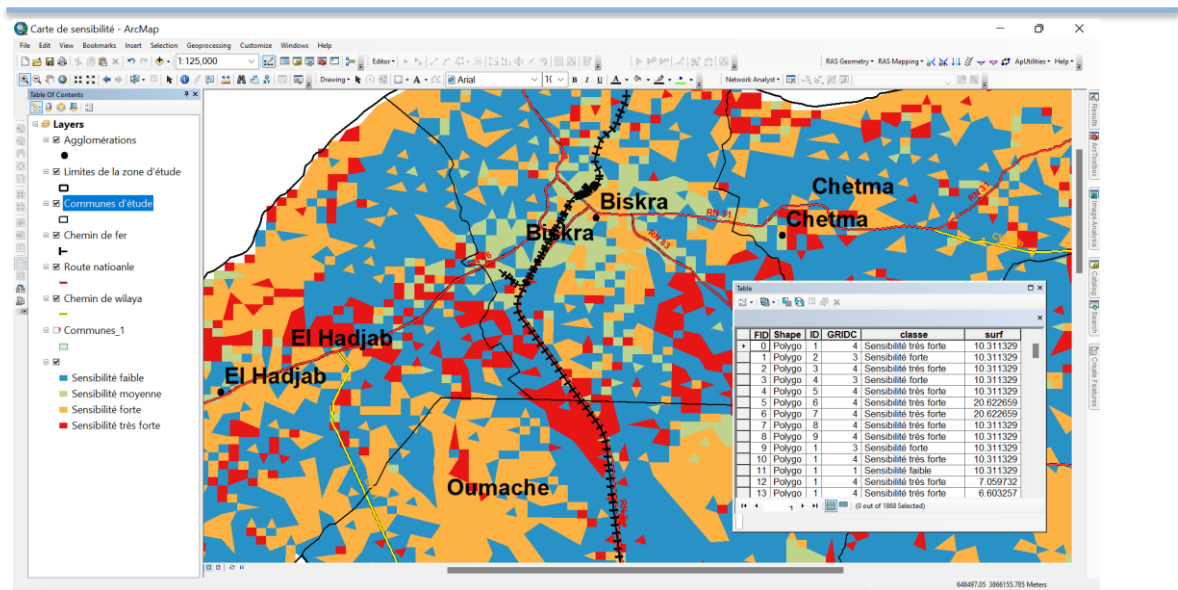 Carte de sensibilité - ArcMap
File Edit View Bookmarks Insert Selection Geoprocessing Customize Windows Help
1:125,000 Editor RAS Geometry RAS Mapping ApUtilities Help
Drawing Arial 10 B I U A Network Analyst
Table Of Contents
Layers
Agglomérations
Limites de la zone d'étude
Communes d'étude
Chemin de fer
Route natioanle
Chemin de wilaya
Communes_1
Sensibilité faible
Sensibilité moyenne
Sensibilité forte
Sensibilité très forte
Chetma
RN 31
Biskra
RN 31
Chetma
Biskra
RN 83
El Hadjab
El Hadjab
Oumache
Table
FID Shape ID GRIDC classe surf
0 Polygo 1 4 Sensibilité très forte 10.311329
1 Polygo 2 3 Sensibilité forte 10.311329
2 Polygo 3 4 Sensibilité très forte 10.311329
3 Polygo 4 3 Sensibilité forte 10.311329
4 Polygo 5 4 Sensibilité très forte 10.311329
5 Polygo 6 4 Sensibilité très forte 20.622659
6 Polygo 7 4 Sensibilité très forte 20.622659
7 Polygo 8 4 Sensibilité très forte 10.311329
8 Polygo 9 4 Sensibilité très forte 10.311329
9 Polygo 1 3 Sensibilité forte 10.311329
10 Polygo 1 4 Sensibilité très forte 10.311329
11 Polygo 1 1 Sensibilité faible 10.311329
12 Polygo 1 4 Sensibilité très forte 7.059732
13 Polygo 1 4 Sensibilité très forte 6.603257
1 (0 out of 1868 Selected)
Results
ArcToolbox
Image Analysis
Catalog
Search
Create Features
648497.05 3866155.785 Meters